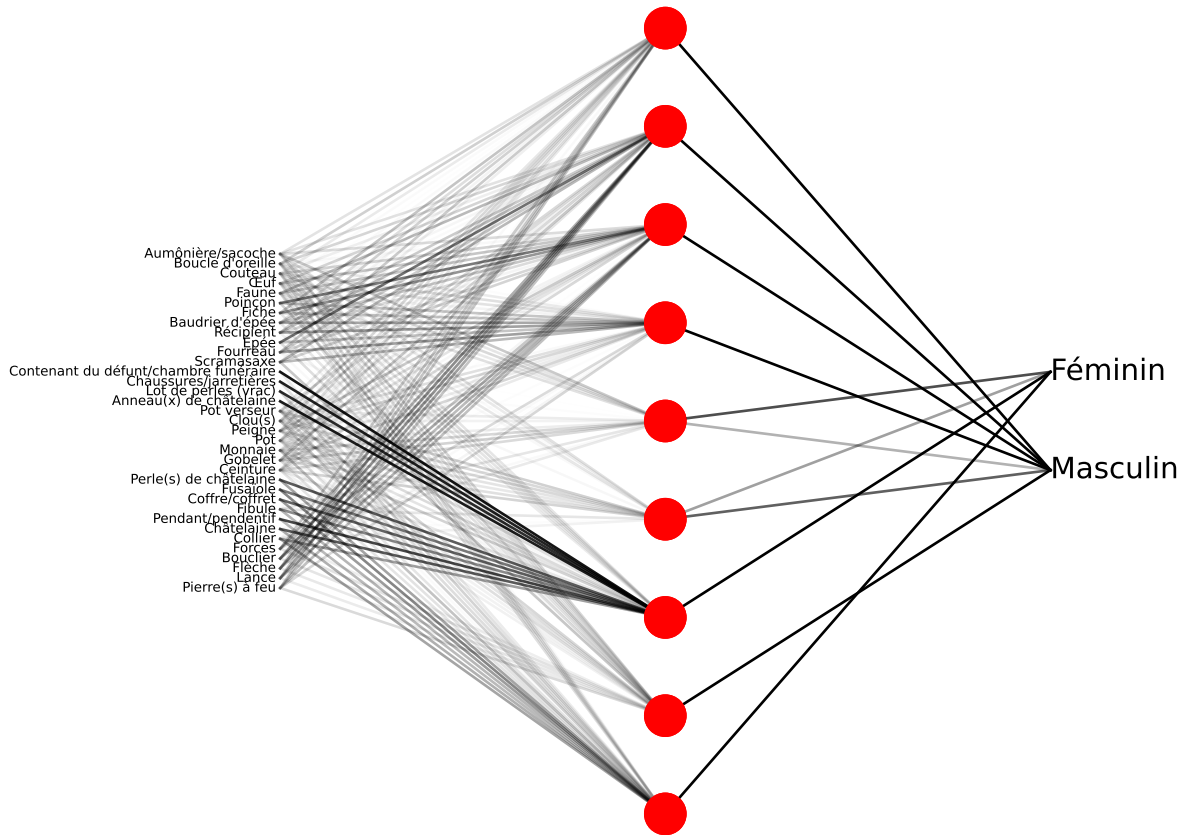 Aumônière/sacoche
Boucle d'oreille
Couteau
Œuf
Faune
Poinçon
Fiche
Baudrier d'épée
Récipient
Épée
Fourreau
Scramasaxe
Contenant du défunt/chambre funéraire
Chaussures/jarretières
Lot de perles (vrac)
Anneau(x) de châtelaine
Pot verseur
Clou(s)
Peigne
Pot
Monnaie
Gobelet
Ceinture
Perle(s) de châtelaine
Fusaïole
Coffre/coffret
Fibule
Pendant/pendentif
Châtelaine
Collier
Forces
Bouclier
Flèche
Lance
Pierre(s) à feu
Féminin
Masculin